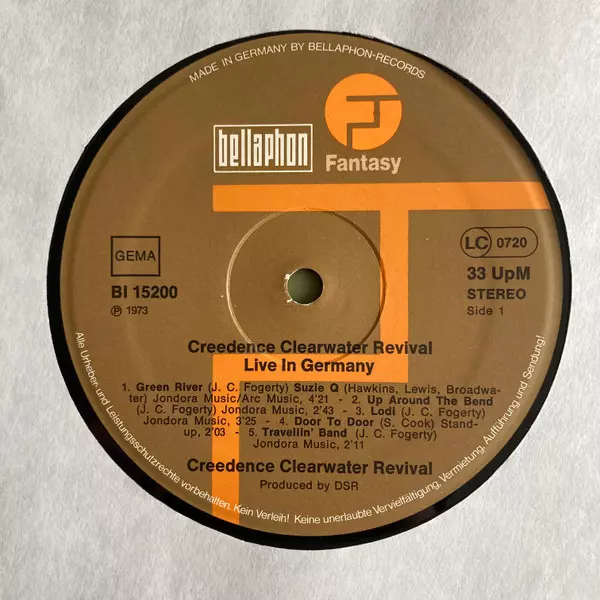 MADE IN GERMANY BY BELLAPHON-RECORDS
bellaphon
Fantasy
GEMA
LC 0720
BI 15200
33 UpM
℗ 1973
STEREO
Side 1
Creedence Clearwater Revival
Live In Germany
1. Green River (J. C. Fogerty) Suzie Q (Hawkins, Lewis, Broadwa-
ter) Jondora Music/Arc Music, 4'21 - 2. Up Around The Bend
(J. C. Fogerty) Jondora Music, 2'43 - 3. Lodi (J. C. Fogerty)
Jondora Music, 3'25 - 4. Door To Door (S. Cook) Stand-
up, 2'03 - 5. Travellin' Band (J. C. Fogerty)
Jondora Music, 2'11
Creedence Clearwater Revival
Produced by DSR
Alle Urheber- und Leistungsschutzrechte vorbehalten. Kein Verleih! Keine unerlaubte Vervielfältigung, Vermietung, Aufführung und Sendung!